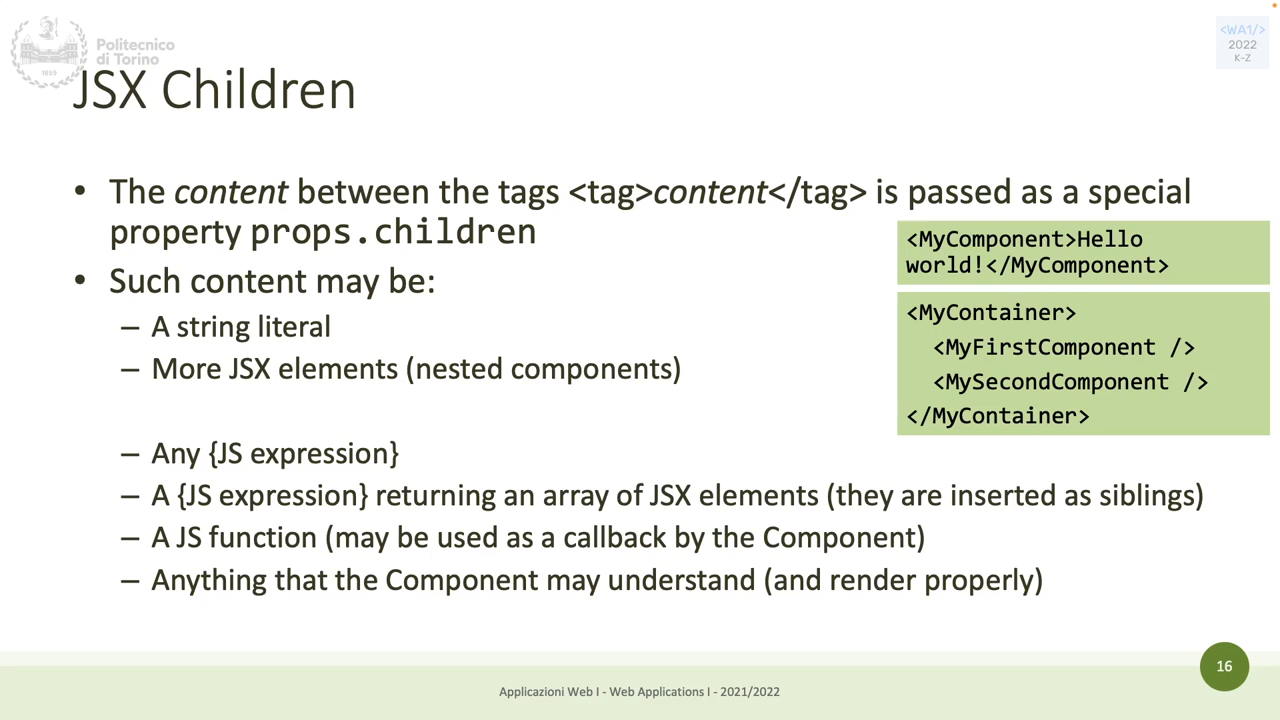 Politecnico
di Torino
1859
<WA1/>
2022
K-Z
JSX Children
• The content between the tags <tag>content</tag> is passed as a special
property props.children
<MyComponent>Hello
world!</MyComponent>
• Such content may be:
– A string literal
– More JSX elements (nested components)
<MyContainer>
<MyFirstComponent />
<MySecondComponent />
</MyContainer>
– Any {JS expression}
– A {JS expression} returning an array of JSX elements (they are inserted as siblings)
– A JS function (may be used as a callback by the Component)
– Anything that the Component may understand (and render properly)
16
Applicazioni Web I - Web Applications I - 2021/2022